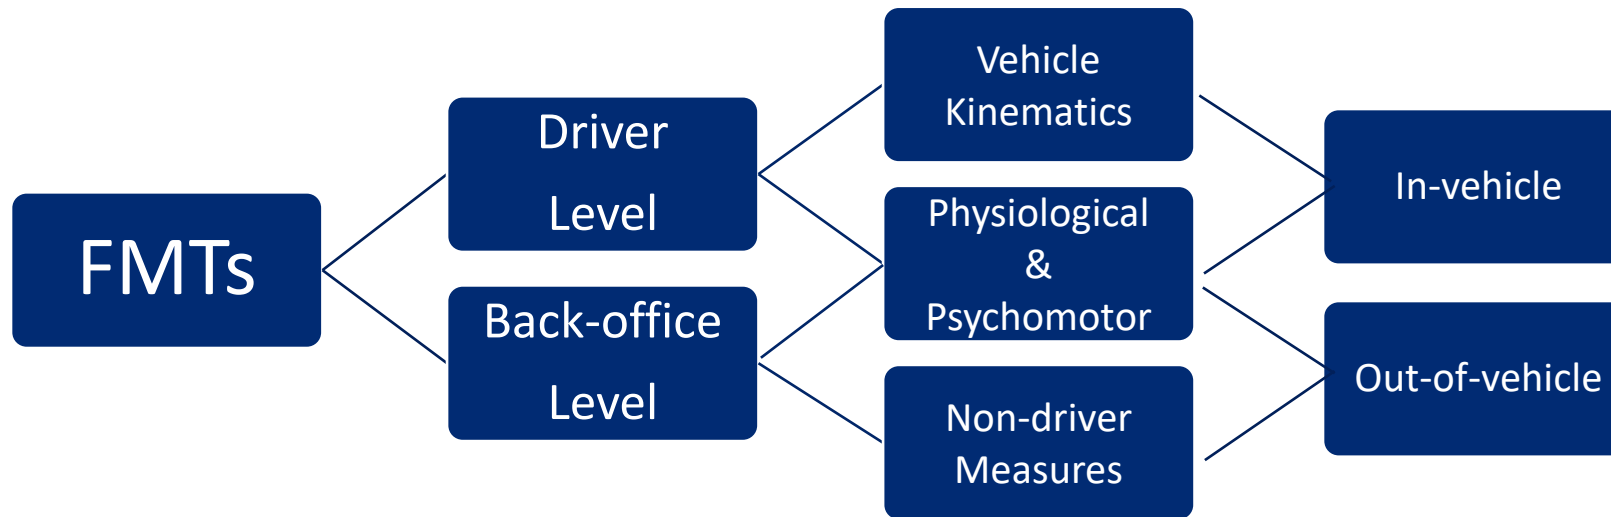 FMTs
Driver
Level
Back-office
Level
Vehicle
Kinematics
Physiological
&
Psychomotor
Non-driver
Measures
In-vehicle
Out-of-vehicle